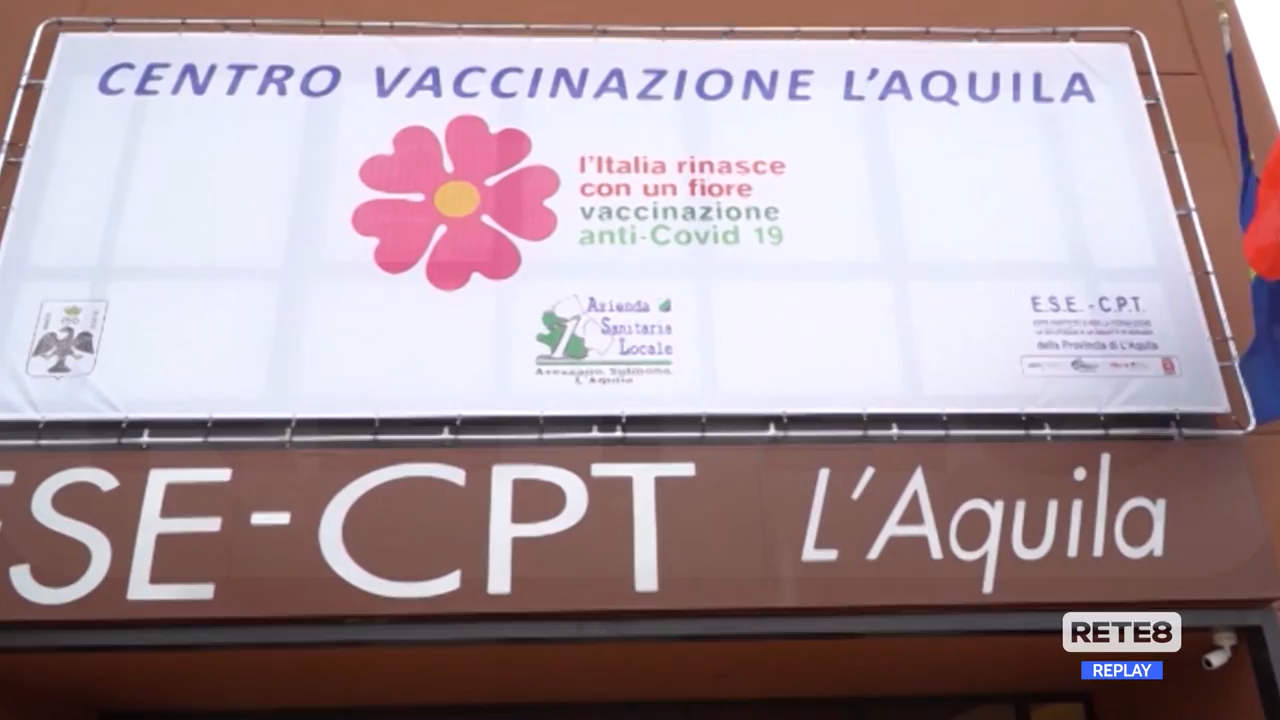 CENTRO VACCINAZIONE L'AQUILA
l'Italia rinasce
con un fiore
vaccinazione
anti-Covid 19
Azienda
Sanitaria
Locale
Avezzano, Sulmona,
L'Aquila
E.S.E. - C.P.T.
della Provincia di L'Aquila
ESE-CPT L'Aquila
RETE8
REPLAY